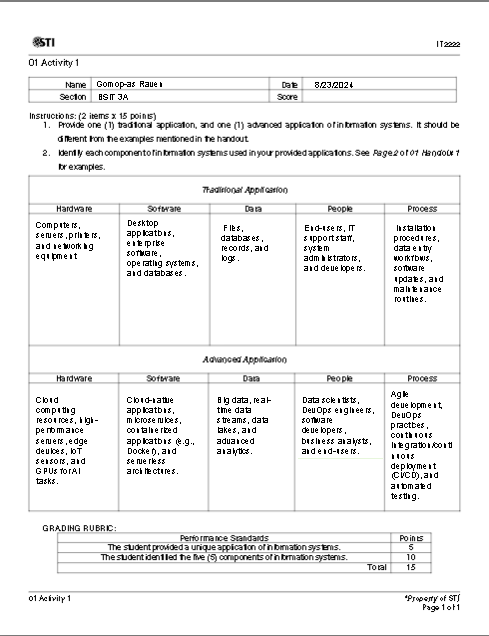 STI
IT2222
01 Activity 1
Name Gomop-as Raven Date 8/23/2024
Section BSIT 3A Score
Instructions: (2 items x 15 points)
1. Provide one (1) traditional application, and one (1) advanced application of information systems. It should be
different from the examples mentioned in the handout.
2. Identify each component of information systems used in your provided applications. See Page 2 of 01 Handout 1
for examples.
Traditional Application
Hardware Software Data People Process
Computers,
servers, printers,
and networking
equipment.
Desktop
applications,
enterprise
software,
operating systems,
and databases.
Files,
databases,
records, and
logs.
End-users, IT
support staff,
system
administrators,
and developers.
Installation
procedures,
data entry
workflows,
software
updates, and
maintenance
routines.
Advanced Application
Hardware Software Data People Process
Cloud
computing
resources, high-
performance
servers, edge
devices, IoT
sensors, and
GPUs for AI
tasks.
Cloud-native
applications,
microservices,
containerized
applications (e.g.,
Docker), and
serverless
architectures.
Big data, real-
time data
streams, data
lakes, and
advanced
analytics.
Data scientists,
DevOps engineers,
software
developers,
business analysts,
and end-users.
Agile
development,
DevOps
practices,
continuous
integration/conti
nuous
deployment
(CI/CD), and
automated
testing.
GRADING RUBRIC:
Performance Standards Points
The student provided a unique application of information systems. 5
The student identified the five (5) components of information systems. 10
Total 15
01 Activity 1 *Property of STI
Page 1 of 1